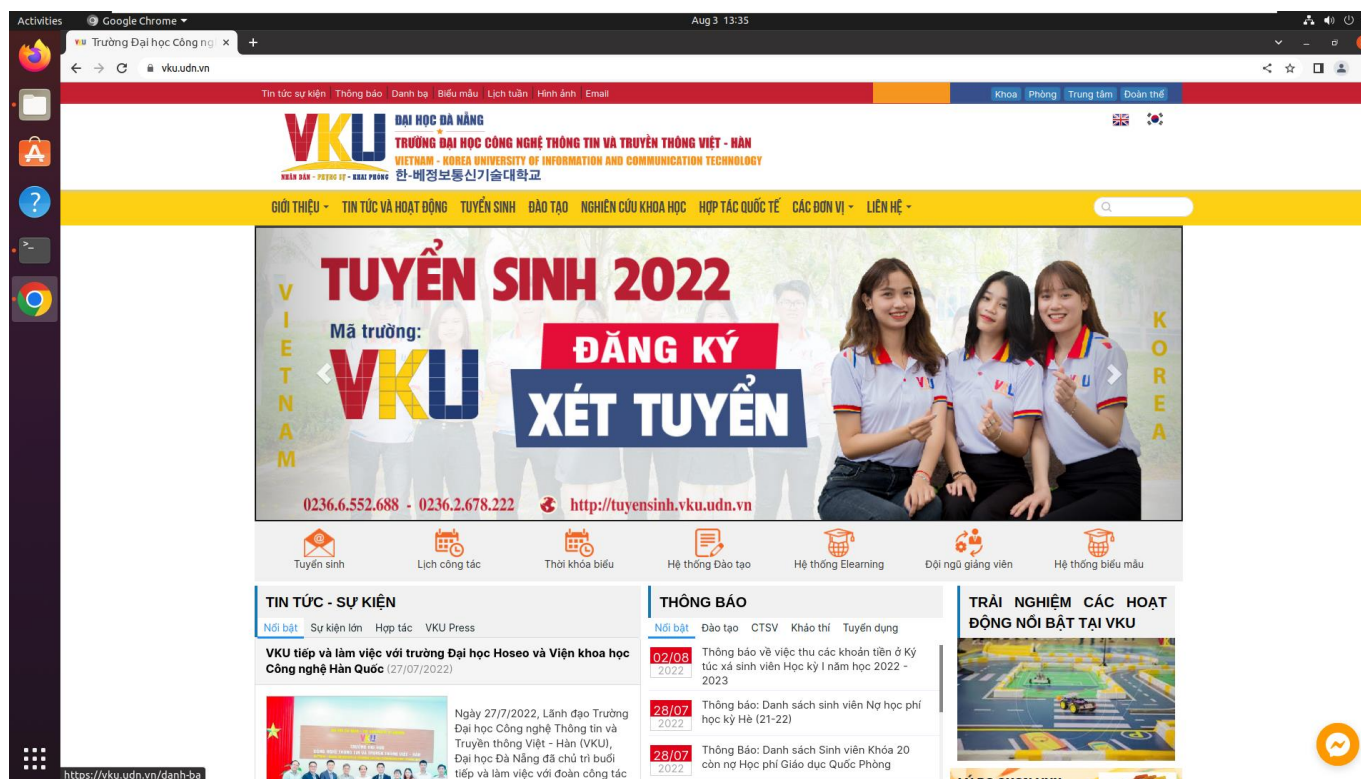 Activities Google Chrome Aug 3 13:35
Trường Đại học Công ng
vku.udn.vn
Tin tức sự kiện Thông báo Danh bạ Biểu mẫu Lịch tuần Hình ảnh Email Khoa Phòng Trung tâm Đoàn thể
VKU
NHÂN BẢN - PHỤNG SỰ - KHAI PHÓNG
ĐẠI HỌC ĐÀ NẴNG
TRƯỜNG ĐẠI HỌC CÔNG NGHỆ THÔNG TIN VÀ TRUYỀN THÔNG VIỆT - HÀN
VIETNAM - KOREA UNIVERSITY OF INFORMATION AND COMMUNICATION TECHNOLOGY
한-베정보통신기술대학교
GIỚI THIỆU TIN TỨC VÀ HOẠT ĐỘNG TUYỂN SINH ĐÀO TẠO NGHIÊN CỨU KHOA HỌC HỢP TÁC QUỐC TẾ CÁC ĐƠN VỊ LIÊN HỆ
VIETNAM
TUYỂN SINH 2022
Mã trường:
VKU
ĐĂNG KÝ
XÉT TUYỂN
KOREA
0236.6.552.688 - 0236.2.678.222 http://tuyensinh.vku.udn.vn
Tuyển sinh Lịch công tác Thời khóa biểu Hệ thống Đào tạo Hệ thống Elearning Đội ngũ giảng viên Hệ thống biểu mẫu
TIN TỨC - SỰ KIỆN
Nổi bật Sự kiện lớn Hợp tác VKU Press
VKU tiếp và làm việc với trường Đại học Hoseo và Viện khoa học
Công nghệ Hàn Quốc (27/07/2022)
Ngày 27/7/2022, Lãnh đạo Trường
Đại học Công nghệ Thông tin và
Truyền thông Việt - Hàn (VKU),
Đại học Đà Nẵng đã chủ trì buổi
tiếp và làm việc với đoàn công tác
THÔNG BÁO
Nổi bật Đào tạo CTSV Khảo thí Tuyển dụng
02/08
2022
Thông báo về việc thu các khoản tiền ở Ký
túc xá sinh viên Học kỳ I năm học 2022 -
2023
28/07
2022
Thông báo: Danh sách sinh viên Nợ học phí
học kỳ Hè (21-22)
28/07
2022
Thông Báo: Danh sách Sinh viên Khóa 20
còn nợ Học phí Giáo dục Quốc Phòng
TRẢI NGHIỆM CÁC HOẠT
ĐỘNG NỔI BẬT TẠI VKU
https://vku.udn.vn/danh-ba